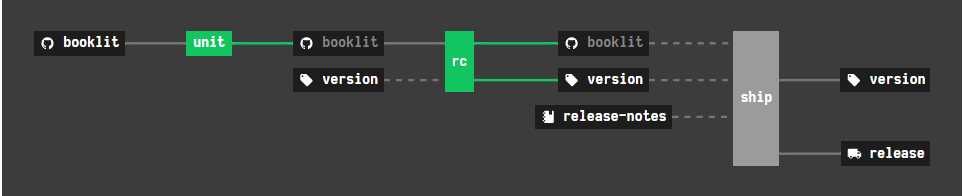 booklit
unit
booklit
version
rc
booklit
version
release-notes
ship
version
release